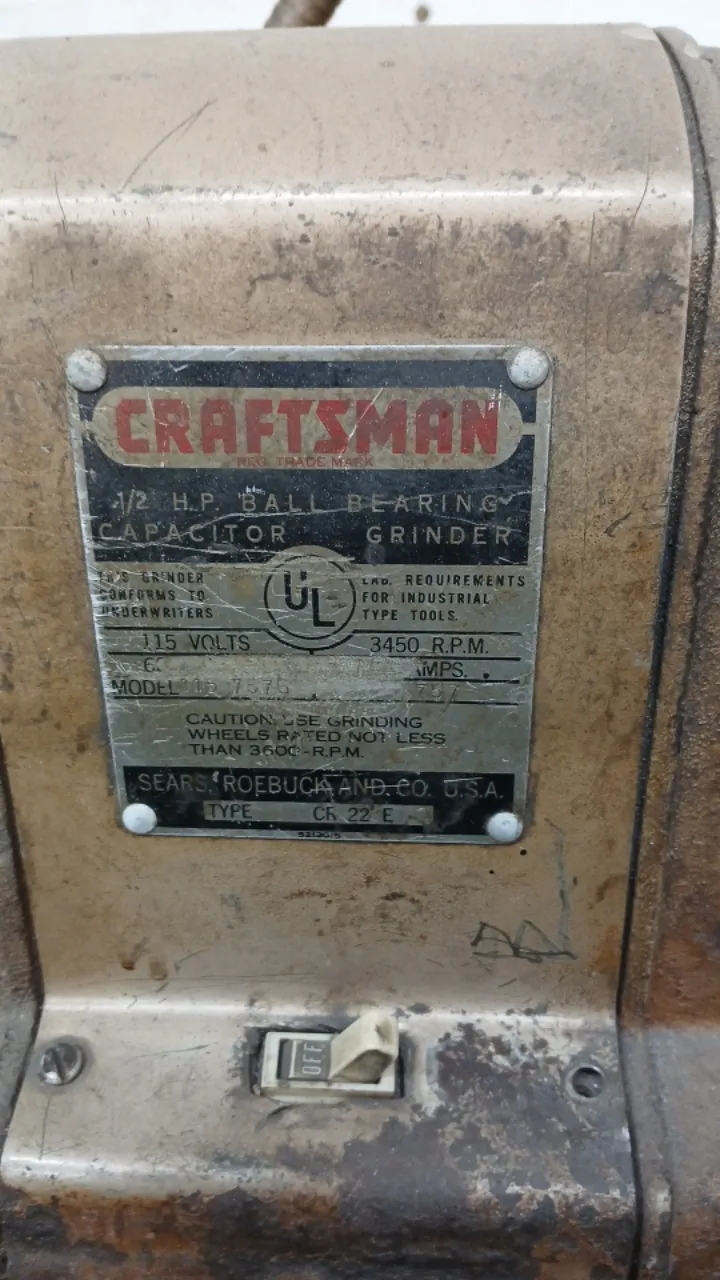 CRAFTSMAN
REG. TRADE MARK
1/2 H.P. BALL BEARING
CAPACITOR GRINDER
THIS GRINDER
CONFORMS TO
UNDERWRITERS
UL
LAB. REQUIREMENTS
FOR INDUSTRIAL
TYPE TOOLS.
115 VOLTS 3450 R.P.M.
AMPS.
MODEL
CAUTION: USE GRINDING
WHEELS RATED NOT LESS
THAN 3600-R.P.M.
SEARS, ROEBUCK AND CO. U.S.A.
TYPE CR 22 E
OFF